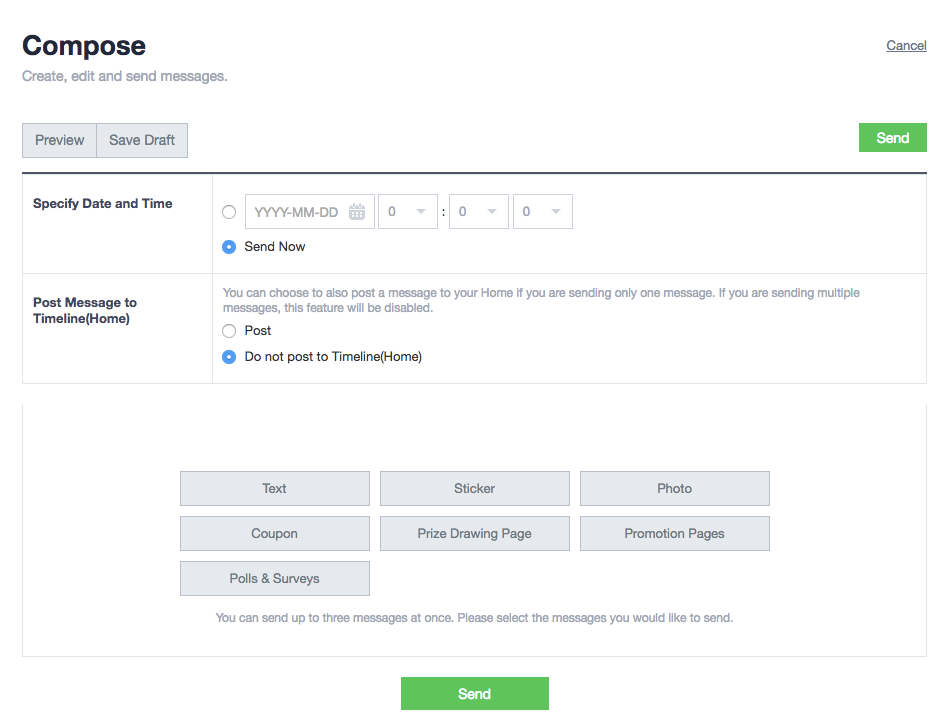 Compose
Cancel
Create, edit and send messages.
Preview
Save Draft
Send
Specify Date and Time
YYYY-MM-DD
0
:
0
0
Send Now
Post Message to
Timeline(Home)
You can choose to also post a message to your Home if you are sending only one message. If you are sending multiple
messages, this feature will be disabled.
Post
Do not post to Timeline(Home)
Text
Sticker
Photo
Coupon
Prize Drawing Page
Promotion Pages
Polls & Surveys
You can send up to three messages at once. Please select the messages you would like to send.
Send